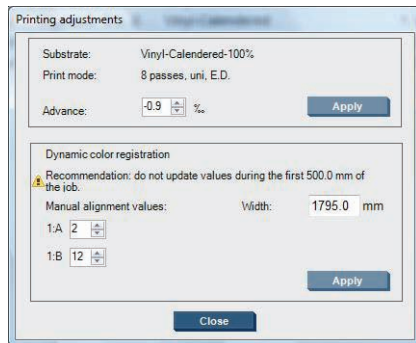 Printing adjustments
Substrate: Vinyl-Calendered-100%
Print mode: 8 passes, uni, E.D.
Advance: -0.9 ‰ Apply
Dynamic color registration
Recommendation: do not update values during the first 500.0 mm of
the job.
Manual alignment values: Width: 1795.0 mm
1:A 2
1:B 12
Apply
Close